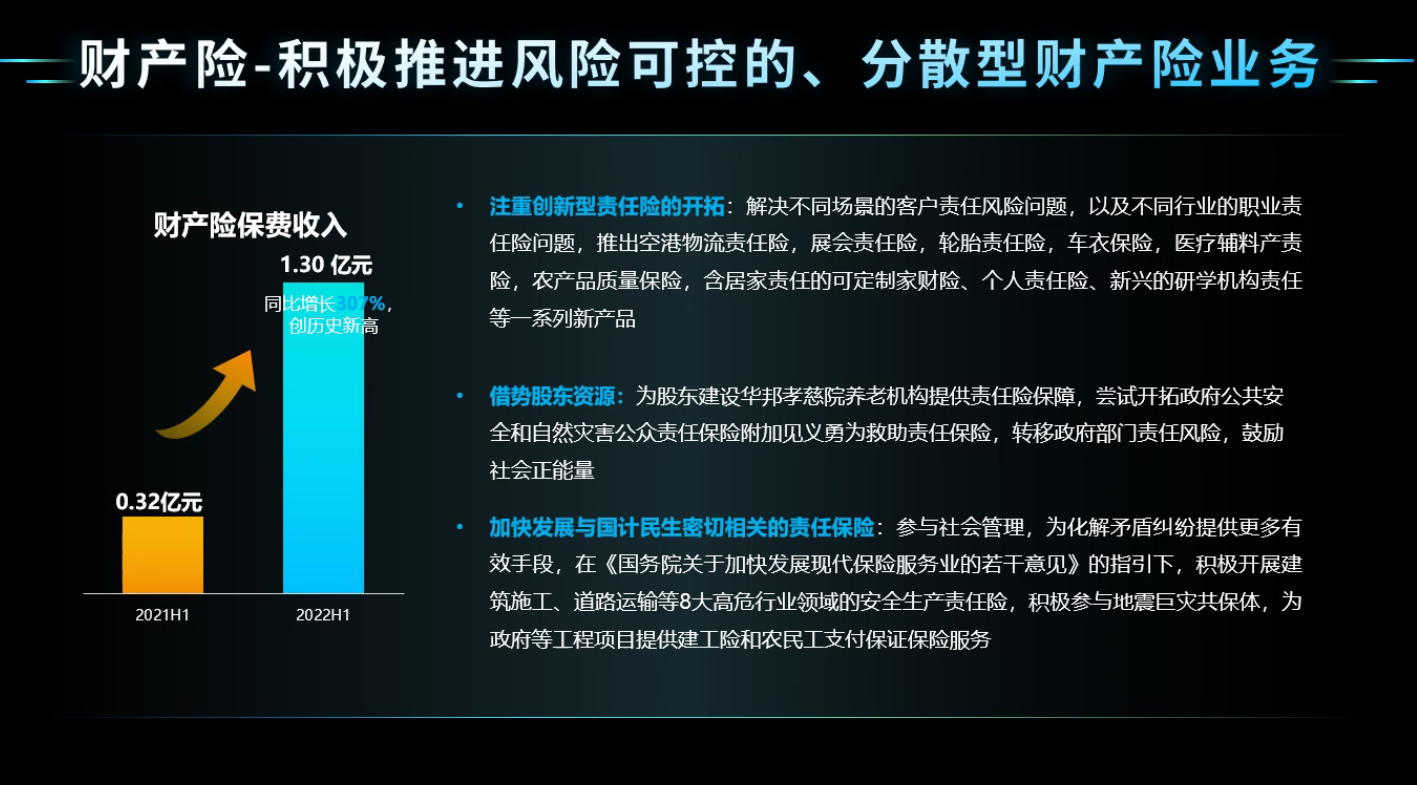 财产险-积极推进风险可控的、分散型财产险业务
财产险保费收入
1.30 亿元
同比增长307%，
创历史新高
0.32亿元
2021H1
2022H1
• 注重创新型责任险的开拓：解决不同场景的客户责任风险问题，以及不同行业的职业责
任险问题，推出空港物流责任险，展会责任险，轮胎责任险，车衣保险，医疗辅料产责
险，农产品质量保险，含居家责任的可定制家财险、个人责任险、新兴的研学机构责任
等一系列新产品
• 借势股东资源：为股东建设华邦孝慈院养老机构提供责任险保障，尝试开拓政府公共安
全和自然灾害公众责任保险附加见义勇为救助责任保险，转移政府部门责任风险，鼓励
社会正能量
• 加快发展与国计民生密切相关的责任保险：参与社会管理，为化解矛盾纠纷提供更多有
效手段，在《国务院关于加快发展现代保险服务业的若干意见》的指引下，积极开展建
筑施工、道路运输等8大高危行业领域的安全生产责任险，积极参与地震巨灾共保体，为
政府等工程项目提供建工险和农民工支付保证保险服务